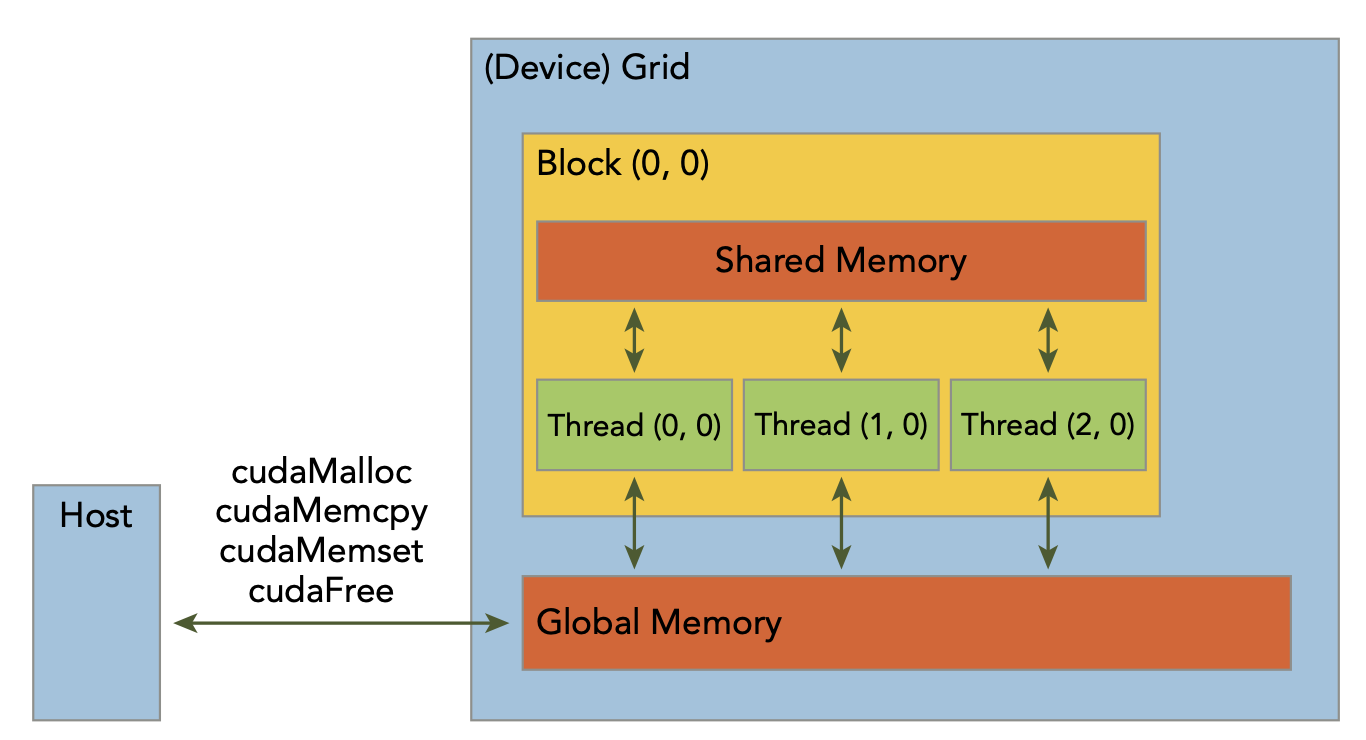 (Device) Grid
Block (0, 0)
Shared Memory
Thread (0, 0)
Thread (1, 0)
Thread (2, 0)
cudaMalloc
cudaMemcpy
cudaMemset
cudaFree
Host
Global Memory